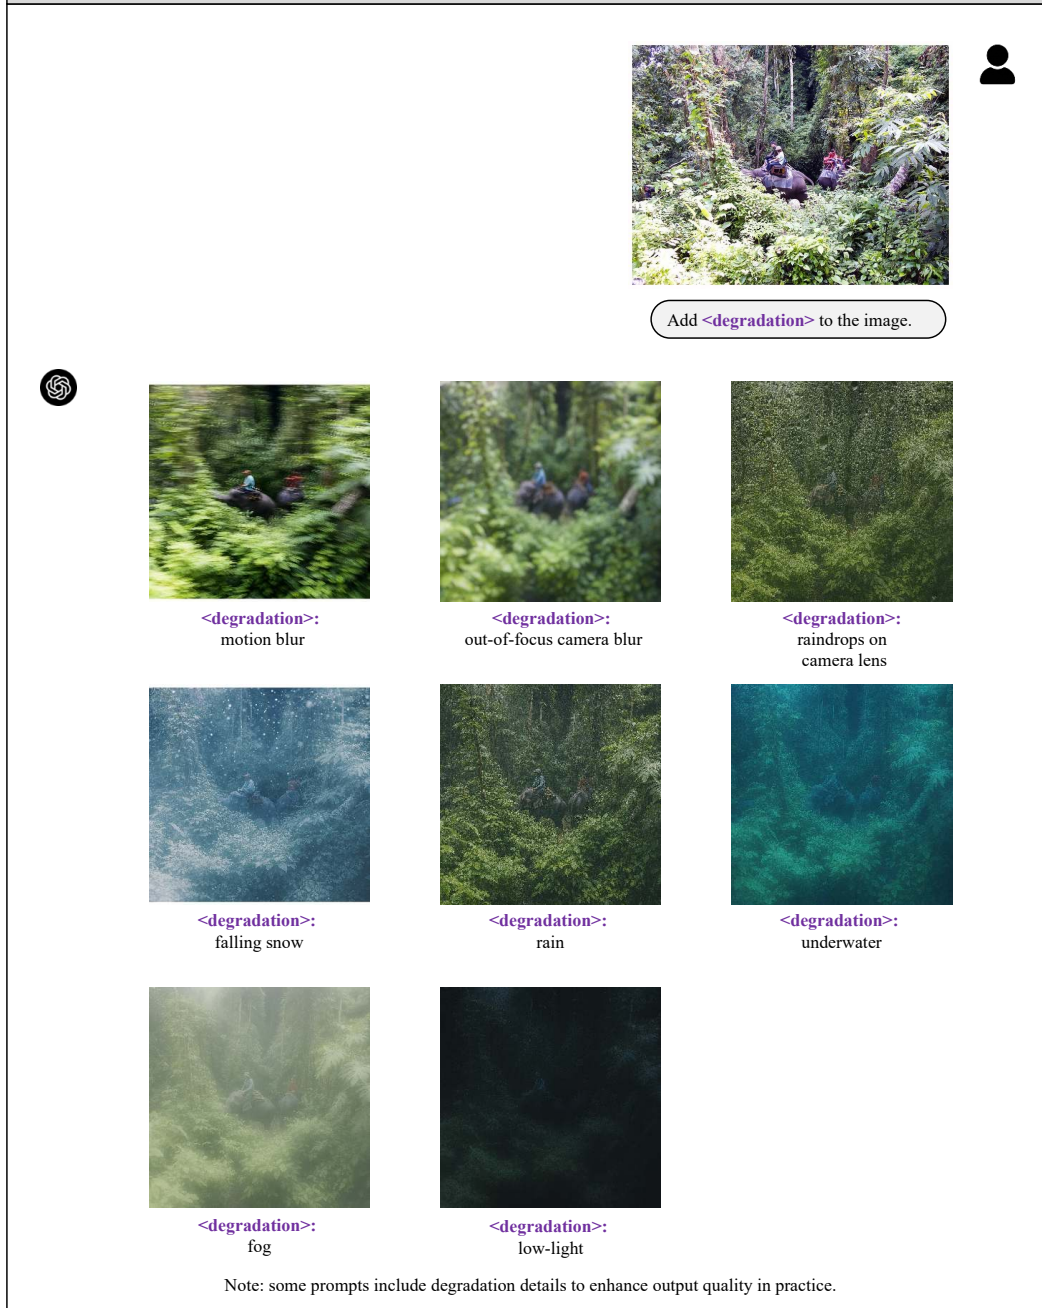 Add <degradation> to the image.
<degradation>:
motion blur
<degradation>:
out-of-focus camera blur
<degradation>:
raindrops on
camera lens
<degradation>:
falling snow
<degradation>:
rain
<degradation>:
underwater
<degradation>:
fog
<degradation>:
low-light
Note: some prompts include degradation details to enhance output quality in practice.